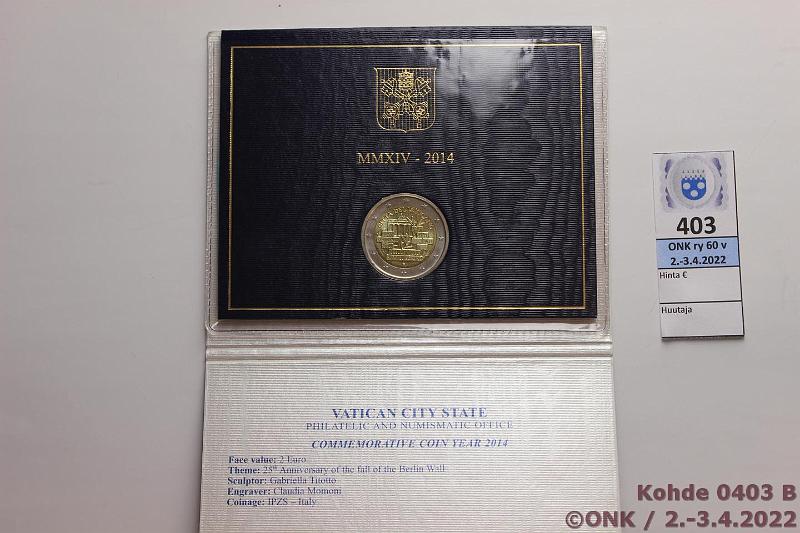 MMXIV - 2014
403
ONK ry 60 v
2.-3.4.2022
Hinta €
Huutaja
VATICAN CITY STATE
PHILATELIC AND NUMISMATIC OFFICE
COMMEMORATIVE COIN YEAR 2014
Face value: 2 Euro
Theme: 25th Anniversary of the fall of the Berlin Wall
Sculptor: Gabriella Titotto
Engraver: Claudia Momoni
Coinage: IPZS – Italy
Kohde 0403 B
©ONK / 2.-3.4.2022